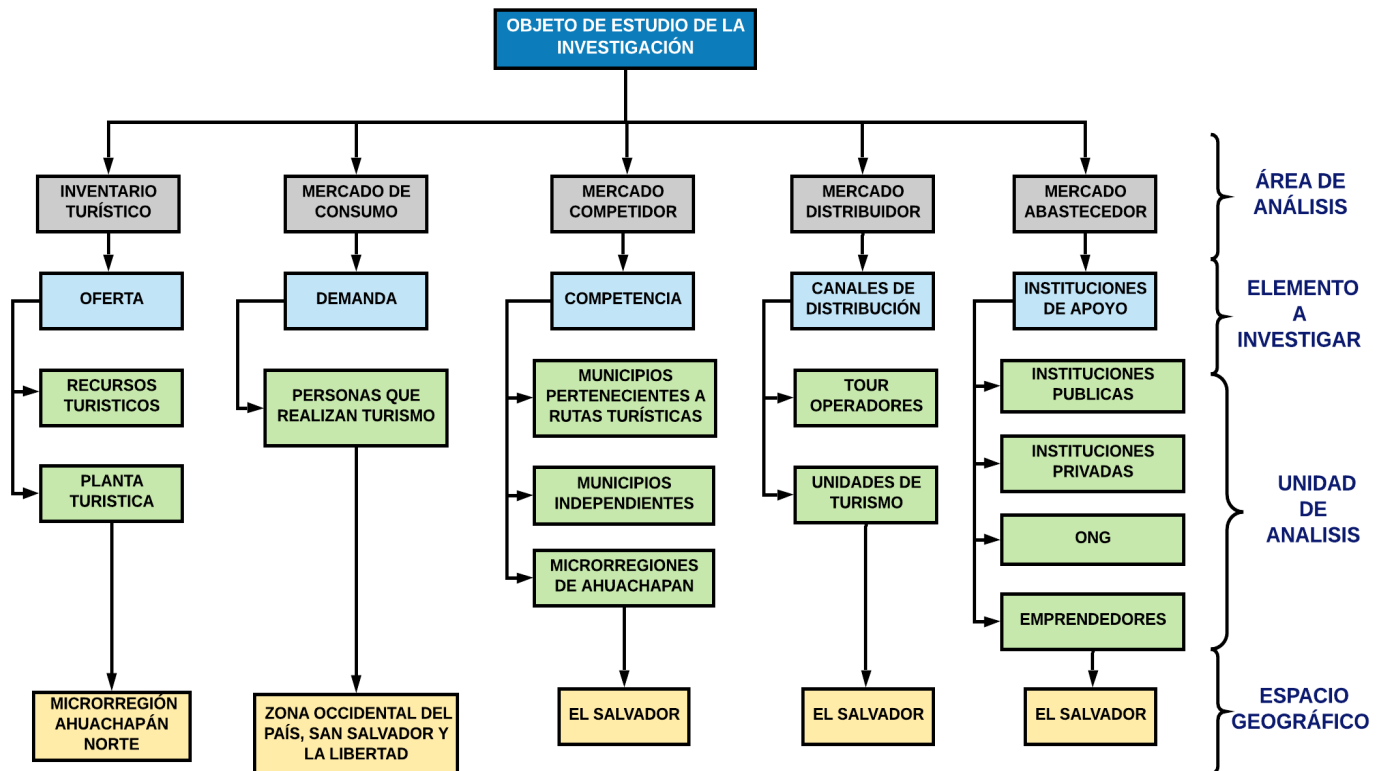 OBJETO DE ESTUDIO DE LA
INVESTIGACIÓN
INVENTARIO
TURÍSTICO
MERCADO DE
CONSUMO
MERCADO
COMPETIDOR
MERCADO
DISTRIBUIDOR
MERCADO
ABASTECEDOR
ÁREA DE
ANÁLISIS
OFERTA
DEMANDA
COMPETENCIA
CANALES DE
DISTRIBUCIÓN
INSTITUCIONES
DE APOYO
ELEMENTO
A
INVESTIGAR
RECURSOS
TURISTICOS
PLANTA
TURISTICA
PERSONAS QUE
REALIZAN TURISMO
MUNICIPIOS
PERTENECIENTES A
RUTAS TURÍSTICAS
MUNICIPIOS
INDEPENDIENTES
MICRORREGIONES
DE AHUACHAPAN
TOUR
OPERADORES
UNIDADES DE
TURISMO
INSTITUCIONES
PUBLICAS
INSTITUCIONES
PRIVADAS
ONG
EMPRENDEDORES
UNIDAD
DE
ANALISIS
MICRORREGIÓN
AHUACHAPÁN
NORTE
ZONA OCCIDENTAL DEL
PAÍS, SAN SALVADOR Y
LA LIBERTAD
EL SALVADOR
EL SALVADOR
EL SALVADOR
ESPACIO
GEOGRÁFICO